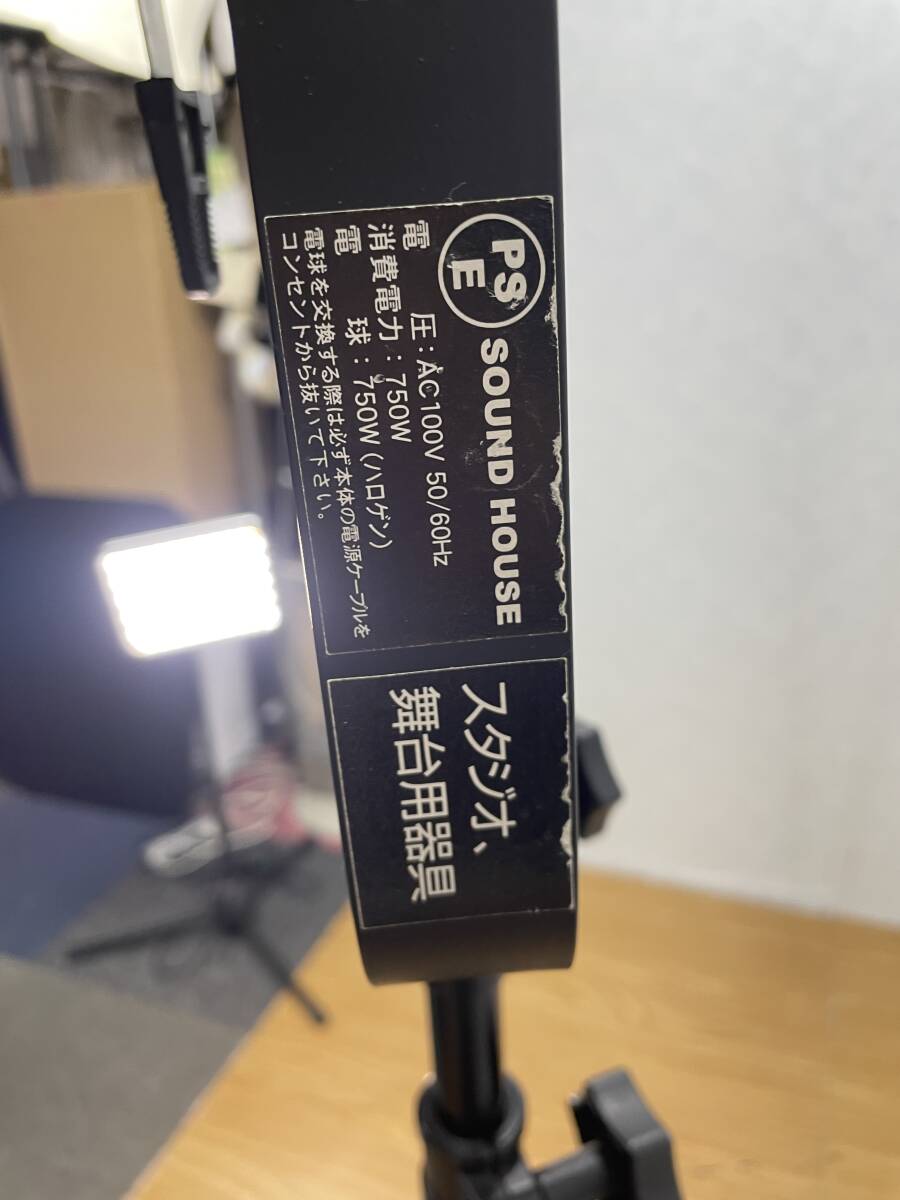 PS
E
SOUND HOUSE
電　　圧：AC100V 50/60Hz
消費電力：750W
電　　球：750W（ハロゲン）
電球を交換する際は必ず本体の電源ケーブルを
コンセントから抜いて下さい。
スタジオ、
舞台用器具